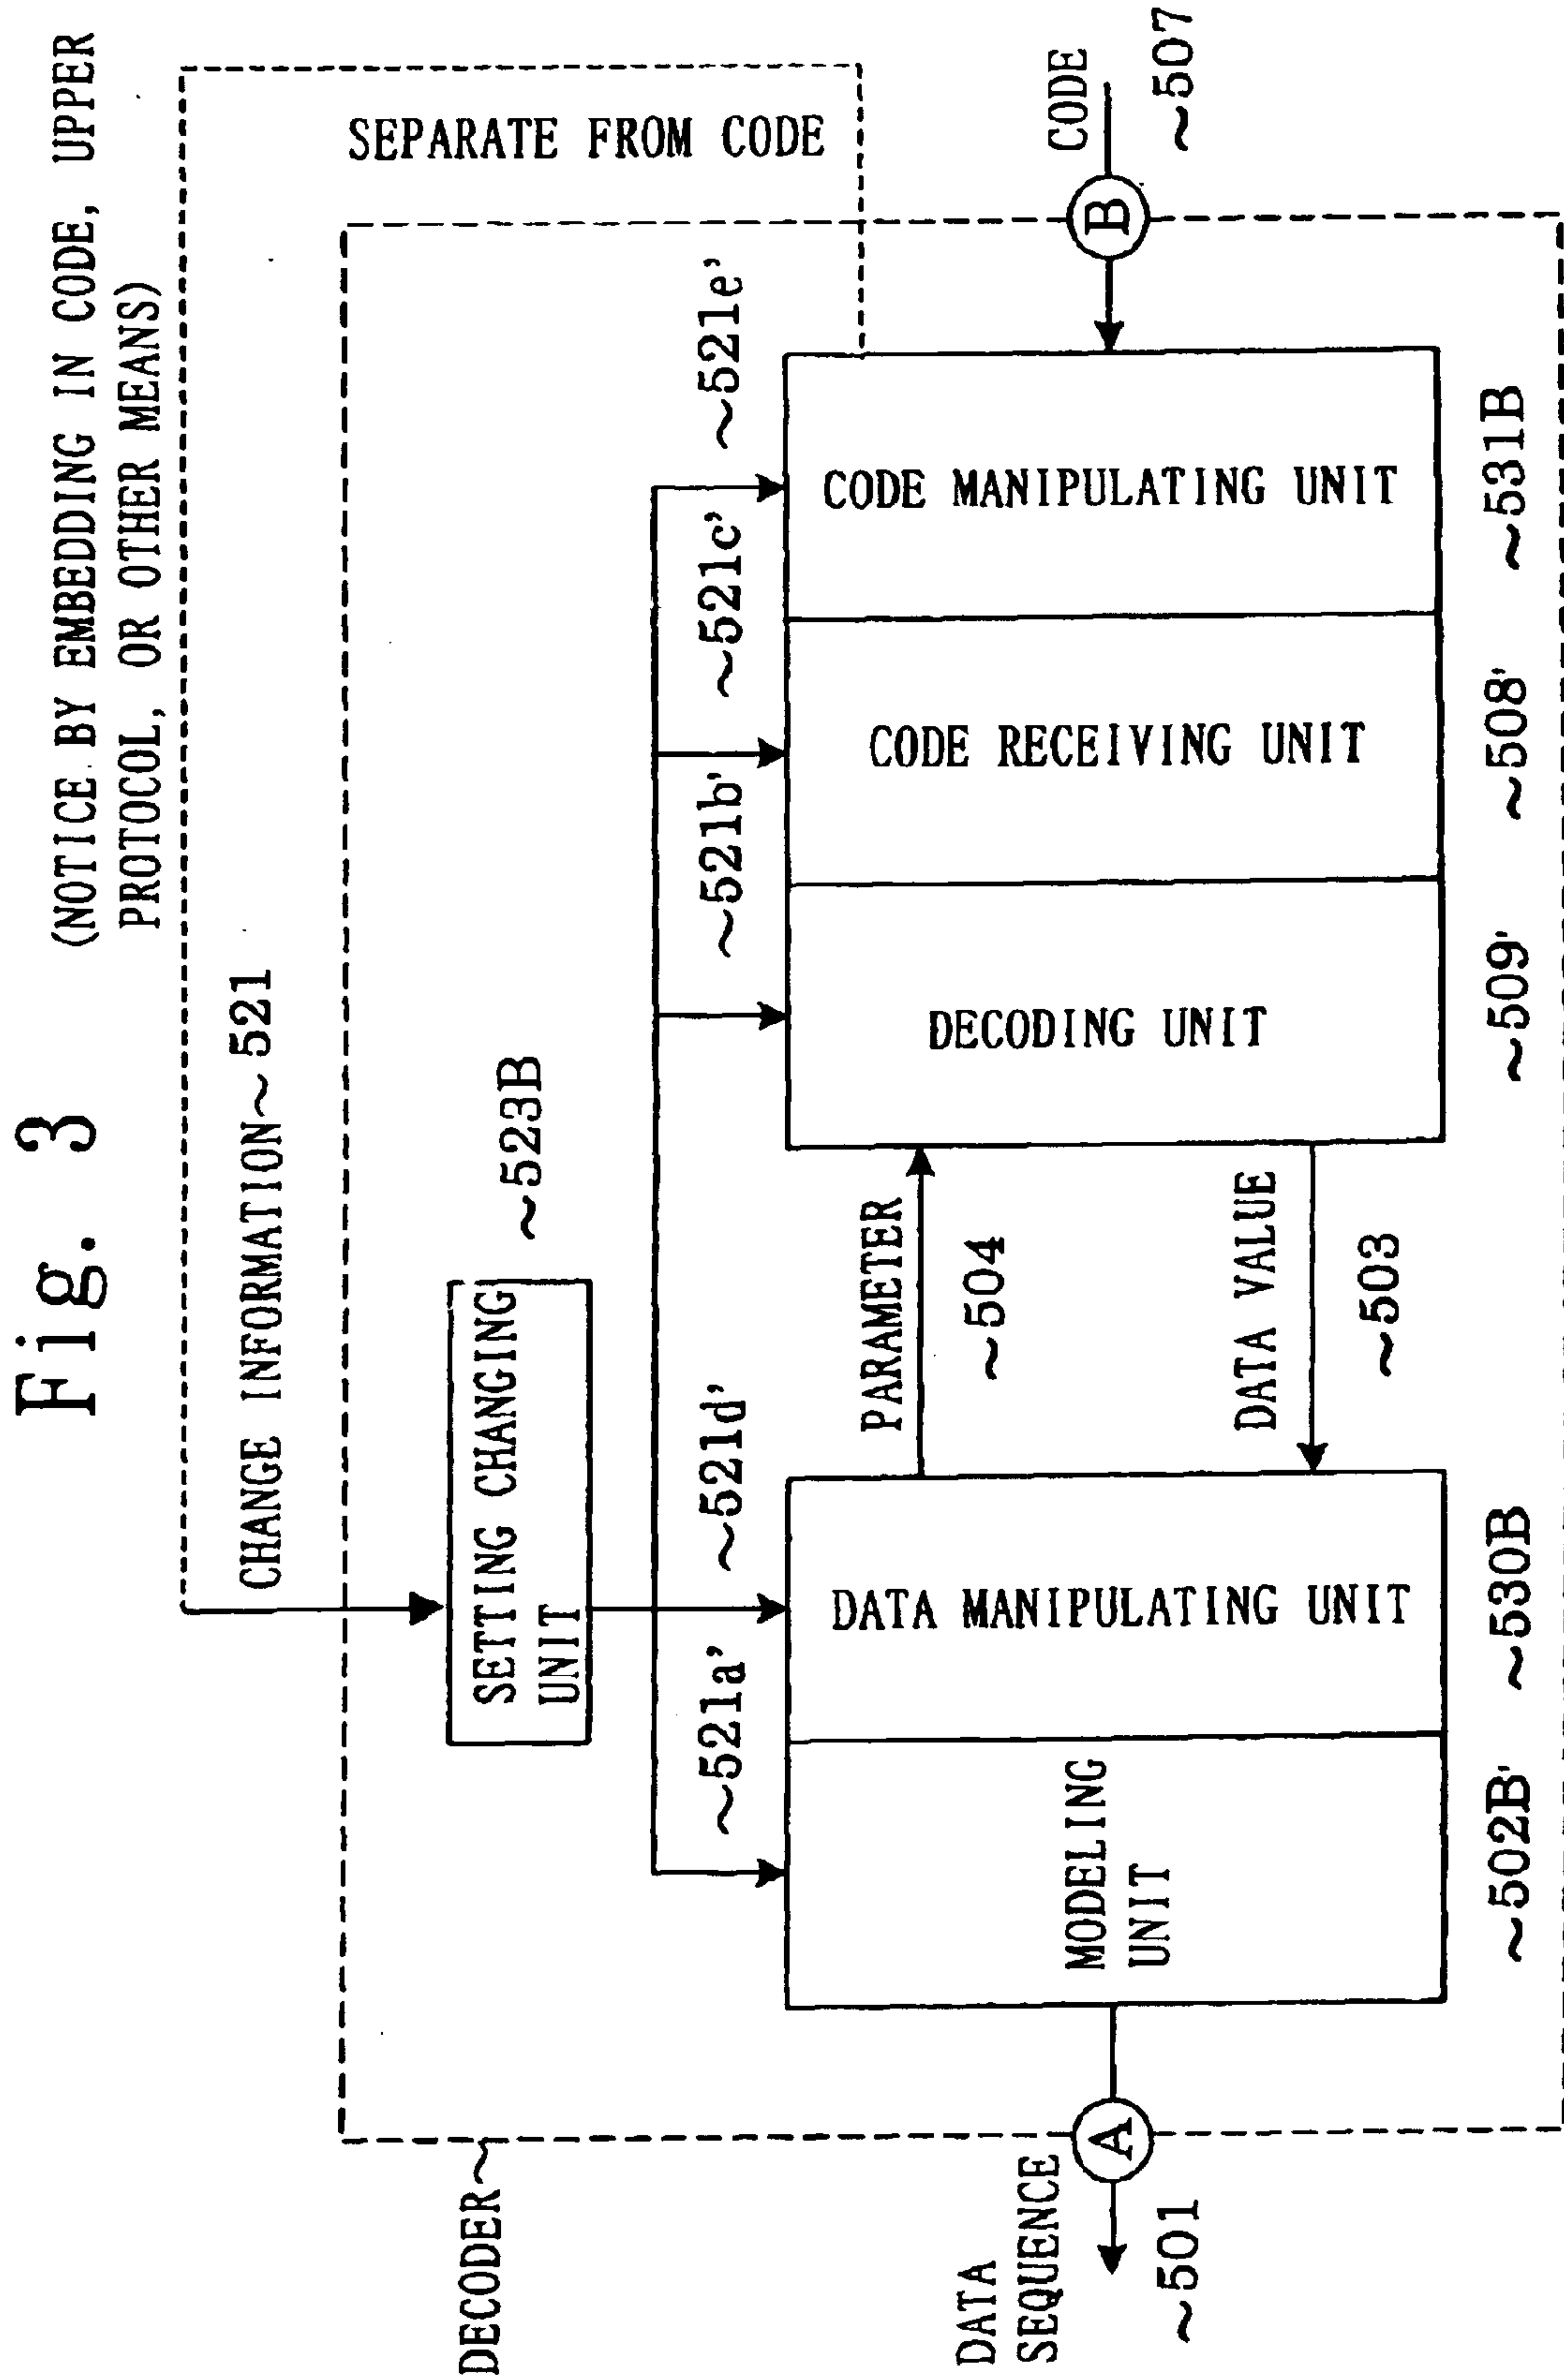 Fig. 3
(NOTICE BY EMBEDDING IN CODE, UPPER
PROTOCOL, OR OTHER MEANS)
CHANGE INFORMATION~521
SEPARATE FROM CODE
DECODER~
SETTING CHANGING
UNIT
~523B
~521a'
~521d'
~521b'
~521c'
~521e'
DATA
SEQUENCE
~501
A
MODELING
UNIT
~502B'
DATA MANIPULATING UNIT
~530B
PARAMETER
~504
DATA VALUE
~503
DECODING UNIT
~509'
CODE RECEIVING UNIT
~508'
CODE MANIPULATING UNIT
~531B
B
CODE
~507